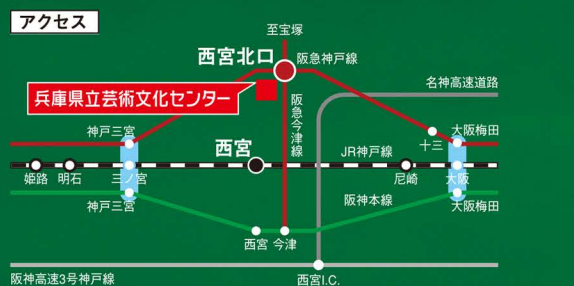 アクセス
至宝塚
西宮北口
阪急神戸線
兵庫県立芸術文化センター
名神高速道路
阪急今津線
神戸三宮
十三
大阪梅田
西宮
JR神戸線
姫路
明石
三ノ宮
尼崎
大阪
神戸三宮
阪神本線
大阪梅田
西宮
今津
阪神高速3号神戸線
西宮I.C.